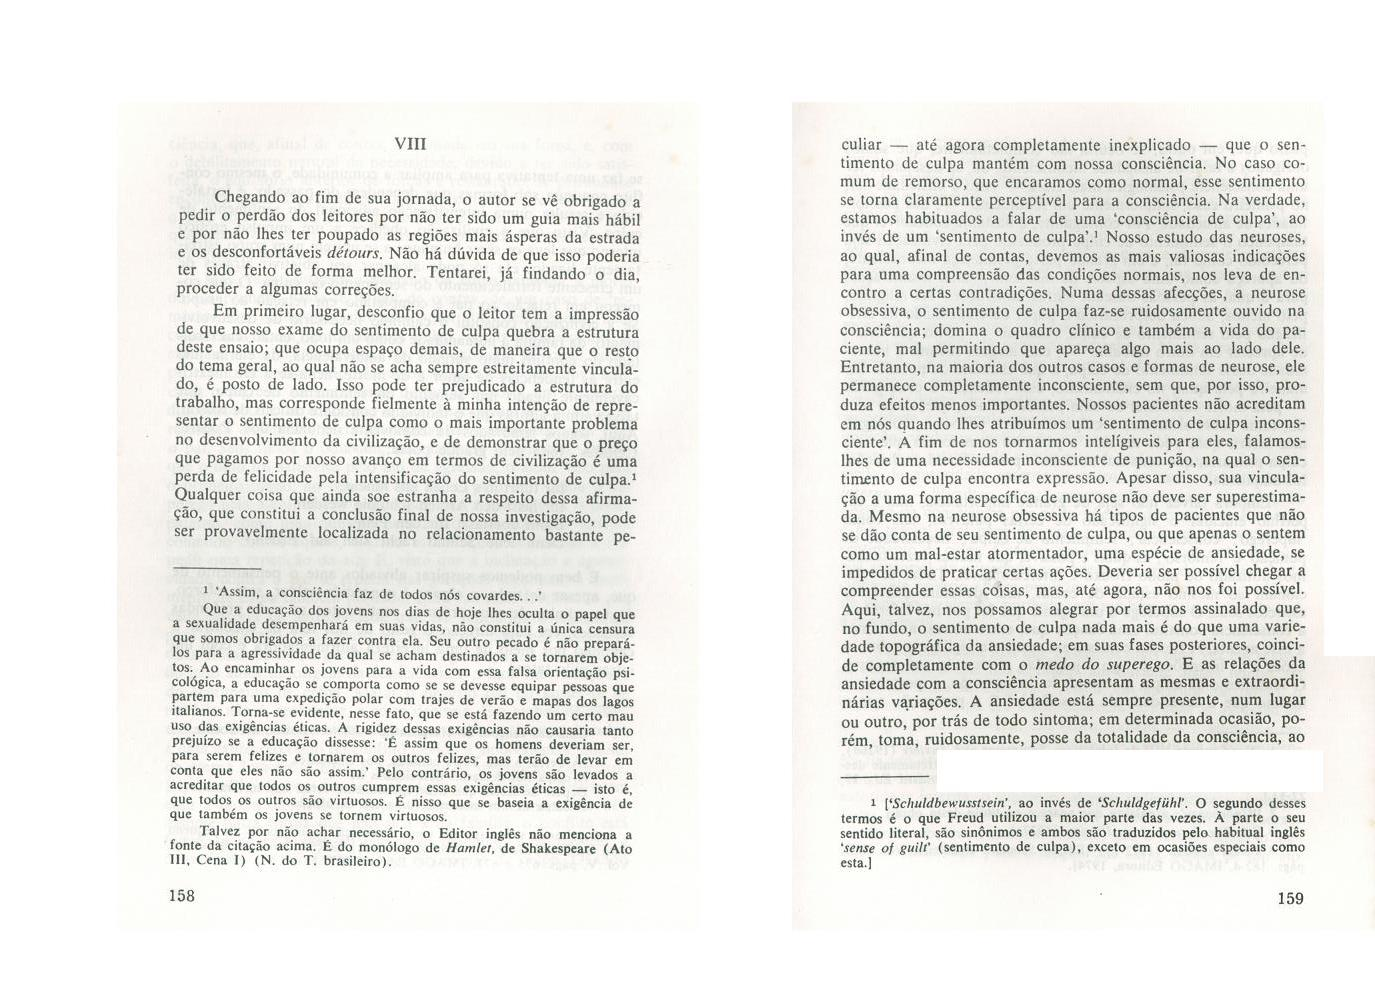 VIII
Chegando ao fim de sua jornada, o autor se vê obrigado a
pedir o perdão dos leitores por não ter sido um guia mais hábil
e por não lhes ter poupado as regiões mais ásperas da estrada
e os desconfortáveis détours. Não há dúvida de que isso poderia
ter sido feito de forma melhor. Tentarei, já findando o dia,
proceder a algumas correções.
Em primeiro lugar, desconfio que o leitor tem a impressão
de que nosso exame do sentimento de culpa quebra a estrutura
deste ensaio; que ocupa espaço demais, de maneira que o resto
do tema geral, ao qual não se acha sempre estreitamente vincula-
do, é posto de lado. Isso pode ter prejudicado a estrutura do
trabalho, mas corresponde fielmente à minha intenção de repre-
sentar o sentimento de culpa como o mais importante problema
no desenvolvimento da civilização, e de demonstrar que o preço
que pagamos por nosso avanço em termos de civilização é uma
perda de felicidade pela intensificação do sentimento de culpa.¹
Qualquer coisa que ainda soe estranha a respeito dessa afirma-
ção, que constitui a conclusão final de nossa investigação, pode
ser provavelmente localizada no relacionamento bastante pe-
¹ 'Assim, a consciência faz de todos nós covardes. . .'
Que a educação dos jovens nos dias de hoje lhes oculta o papel que
a sexualidade desempenhará em suas vidas, não constitui a única censura
que somos obrigados a fazer contra ela. Seu outro pecado é não prepará-
los para a agressividade da qual se acham destinados a se tornarem obje-
tos. Ao encaminhar os jovens para a vida com essa falsa orientação psi-
cológica, a educação se comporta como se se devesse equipar pessoas que
partem para uma expedição polar com trajes de verão e mapas dos lagos
italianos. Torna-se evidente, nesse fato, que se está fazendo um certo mau
uso das exigências éticas. A rigidez dessas exigências não causaria tanto
prejuízo se a educação dissesse: 'É assim que os homens deveriam ser,
para serem felizes e tornarem os outros felizes, mas terão de levar em
conta que eles não são assim.' Pelo contrário, os jovens são levados a
acreditar que todos os outros cumprem essas exigências éticas — isto é,
que todos os outros são virtuosos. É nisso que se baseia a exigência de
que também os jovens se tornem virtuosos.
Talvez por não achar necessário, o Editor inglês não menciona a
fonte da citação acima. É do monólogo de Hamlet, de Shakespeare (Ato
III, Cena I) (N. do T. brasileiro).
158
culiar — até agora completamente inexplicado — que o sen-
timento de culpa mantém com nossa consciência. No caso co-
mum de remorso, que encaramos como normal, esse sentimento
se torna claramente perceptível para a consciência. Na verdade,
estamos habituados a falar de uma 'consciência de culpa', ao
invés de um 'sentimento de culpa'.¹ Nosso estudo das neuroses,
ao qual, afinal de contas, devemos as mais valiosas indicações
para uma compreensão das condições normais, nos leva de en-
contro a certas contradições. Numa dessas afecções, a neurose
obsessiva, o sentimento de culpa faz-se ruidosamente ouvido na
consciência; domina o quadro clínico e também a vida do pa-
ciente, mal permitindo que apareça algo mais ao lado dele.
Entretanto, na maioria dos outros casos e formas de neurose, ele
permanece completamente inconsciente, sem que, por isso, pro-
duza efeitos menos importantes. Nossos pacientes não acreditam
em nós quando lhes atribuímos um 'sentimento de culpa incons-
ciente'. A fim de nos tornarmos intelígiveis para eles, falamos-
lhes de uma necessidade inconsciente de punição, na qual o sen-
timento de culpa encontra expressão. Apesar disso, sua vincula-
ção a uma forma específica de neurose não deve ser superestima-
da. Mesmo na neurose obsessiva há tipos de pacientes que não
se dão conta de seu sentimento de culpa, ou que apenas o sentem
como um mal-estar atormentador, uma espécie de ansiedade, se
impedidos de praticar certas ações. Deveria ser possível chegar a
compreender essas coisas, mas, até agora, não nos foi possível.
Aqui, talvez, nos possamos alegrar por termos assinalado que,
no fundo, o sentimento de culpa nada mais é do que uma varie-
dade topográfica da ansiedade; em suas fases posteriores, coinci-
de completamente com o medo do superego. E as relações da
ansiedade com a consciência apresentam as mesmas e extraordi-
nárias variações. A ansiedade está sempre presente, num lugar
ou outro, por trás de todo sintoma; em determinada ocasião, po-
rém, toma, ruidosamente, posse da totalidade da consciência, ao
¹ ['Schuldbewusstsein', ao invés de 'Schuldgefühl'. O segundo desses
termos é o que Freud utilizou a maior parte das vezes. À parte o seu
sentido literal, são sinônimos e ambos são traduzidos pelo habitual inglês
'sense of guilt' (sentimento de culpa), exceto em ocasiões especiais como
esta.]
159